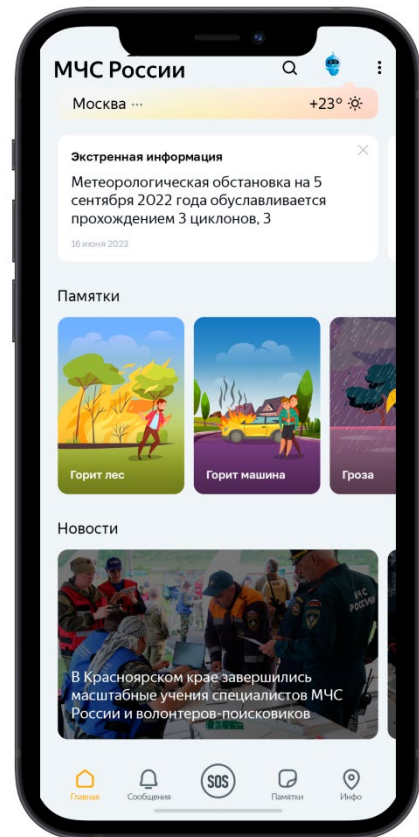 МЧС России
Москва ···
+23°
Экстренная информация
Метеорологическая обстановка на 5
сентября 2022 года обуславливается
прохождением 3 циклонов, 3
16 июня 2023
Памятки
Горит лес
Горит машина
Гроза
Новости
МЧС
РОССИИ
В Красноярском крае завершились
масштабные учения специалистов МЧС
России и волонтеров-поисковиков
Главная
Сообщения
SOS
Памятки
Инфо